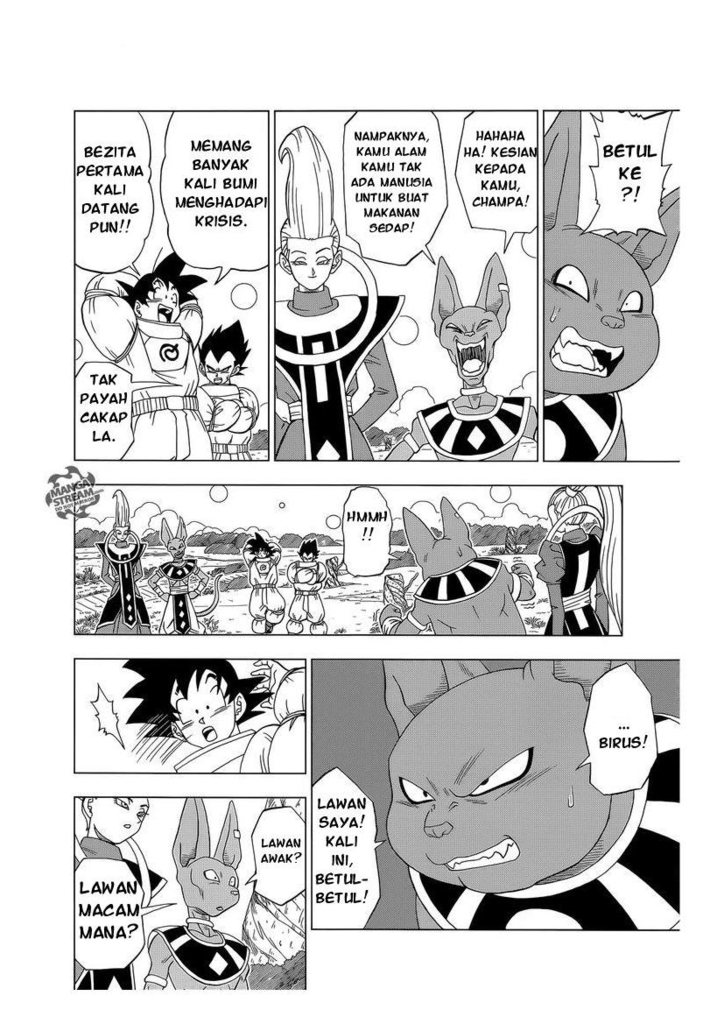 BETUL
KE
?!
HAHAHA
HA! KESIAN
KEPADA
KAMU,
CHAMPA!
NAMPAKNYA,
KAMU ALAM
KAMU TAK
ADA MANUSIA
UNTUK BUAT
MAKANAN
SEDAP!
MEMANG
BANYAK
KALI BUMI
MENGHADAPI
KRISIS.
BEZITA
PERTAMA
KALI
DATANG
PUN!!
TAK
PAYAH
CAKAP
LA.
MANGA
STREAM
HMMH
!!
...
BIRUS!
LAWAN
SAYA!
KALI
INI,
BETUL-
BETUL!
LAWAN
AWAK?
LAWAN
MACAM
MANA?